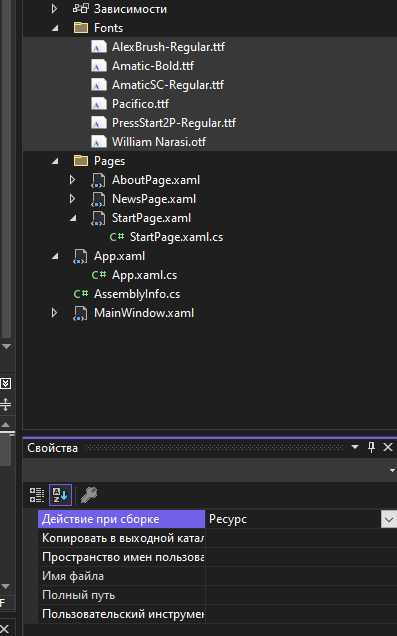 Зависимости
Fonts
AlexBrush-Regular.ttf
Amatic-Bold.ttf
AmaticSC-Regular.ttf
Pacifico.ttf
PressStart2P-Regular.ttf
William Narasi.otf
Pages
AboutPage.xaml
NewsPage.xaml
StartPage.xaml
C# StartPage.xaml.cs
App.xaml
C# App.xaml.cs
C# AssemblyInfo.cs
MainWindow.xaml
Свойства
Действие при сборке Ресурс
Копировать в выходной катал
Пространство имен пользова
Имя файла
Полный путь
F Пользовательский инструмен